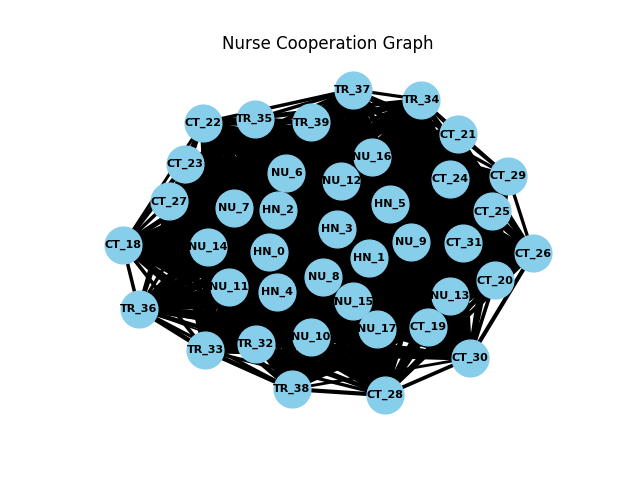 Nurse Cooperation Graph
TR_37
TR_34
CT_22
TR_35
TR_39
CT_21
NU_16
CT_23
NU_6
NU_12
CT_24
CT_29
CT_27
NU_7
HN_2
HN_5
CT_25
HN_3
CT_18
NU_14
HN_0
HN_1
NU_9
CT_31
CT_26
NU_11
HN_4
NU_8
CT_20
TR_36
NU_15
NU_13
TR_33
TR_32
NU_10
NU_17
CT_19
CT_30
TR_38
CT_28